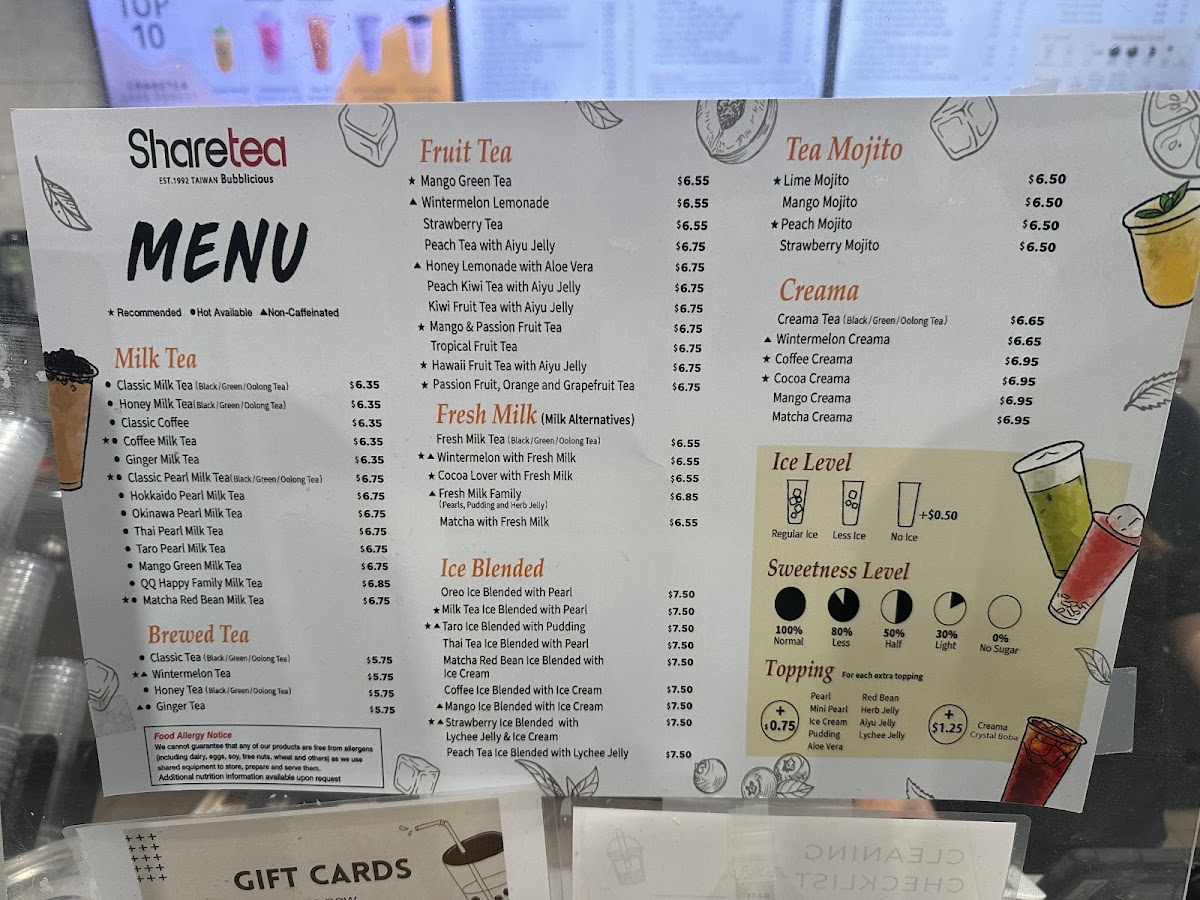 TOP
10
Sharetea
EST.1992 TAIWAN Bubblicious
MENU
★ Recommended ●Hot Available ▲Non-Caffeinated
Milk Tea
● Classic Milk Tea (Black/Green/Oolong Tea) $6.35
● Honey Milk Tea(Black/Green/Oolong Tea) $6.35
● Classic Coffee $6.35
★● Coffee Milk Tea $6.35
● Ginger Milk Tea $6.35
★● Classic Pearl Milk Tea(Black/Green/Oolong Tea) $6.75
● Hokkaido Pearl Milk Tea $6.75
● Okinawa Pearl Milk Tea $6.75
● Thai Pearl Milk Tea $6.75
● Taro Pearl Milk Tea $6.75
● Mango Green Milk Tea $6.75
● QQ Happy Family Milk Tea $6.85
★● Matcha Red Bean Milk Tea $6.75
Brewed Tea
● Classic Tea (Black/Green/Oolong Tea) $5.75
★▲ Wintermelon Tea $5.75
● Honey Tea (Black/Green/Oolong Tea) $5.75
▲● Ginger Tea $5.75
Food Allergy Notice
We cannot guarantee that any of our products are free from allergens
(including dairy, eggs, soy, tree nuts, wheat and others) as we use
shared equipment to store, prepare and serve them.
Additional nutrition information available upon request
Fruit Tea
★ Mango Green Tea $6.55
▲ Wintermelon Lemonade $6.55
Strawberry Tea $6.55
Peach Tea with Aiyu Jelly $6.75
▲ Honey Lemonade with Aloe Vera $6.75
Peach Kiwi Tea with Aiyu Jelly $6.75
Kiwi Fruit Tea with Aiyu Jelly $6.75
★ Mango & Passion Fruit Tea $6.75
Tropical Fruit Tea $6.75
★ Hawaii Fruit Tea with Aiyu Jelly $6.75
★ Passion Fruit, Orange and Grapefruit Tea $6.75
Fresh Milk (Milk Alternatives)
Fresh Milk Tea (Black/Green/Oolong Tea) $6.55
★▲ Wintermelon with Fresh Milk $6.55
★ Cocoa Lover with Fresh Milk $6.55
▲ Fresh Milk Family $6.85
(Pearls, Pudding and Herb Jelly)
Matcha with Fresh Milk $6.55
Ice Blended
Oreo Ice Blended with Pearl $7.50
★Milk Tea Ice Blended with Pearl $7.50
★▲Taro Ice Blended with Pudding $7.50
Thai Tea Ice Blended with Pearl $7.50
Matcha Red Bean Ice Blended with $7.50
Ice Cream
Coffee Ice Blended with Ice Cream $7.50
▲Mango Ice Blended with Ice Cream $7.50
★▲Strawberry Ice Blended with $7.50
Lychee Jelly & Ice Cream
Peach Tea Ice Blended with Lychee Jelly $7.50
Tea Mojito
★Lime Mojito $6.50
Mango Mojito $6.50
★Peach Mojito $6.50
Strawberry Mojito $6.50
Creama
Creama Tea (Black/Green/Oolong Tea) $6.65
▲ Wintermelon Creama $6.65
★ Coffee Creama $6.95
★ Cocoa Creama $6.95
Mango Creama $6.95
Matcha Creama $6.95
Ice Level
+$0.50
Regular Ice Less Ice No Ice
Sweetness Level
100% 80% 50% 30% 0%
Normal Less Half Light No Sugar
Topping For each extra topping
+
$0.75
Pearl
Mini Pearl
Ice Cream
Pudding
Aloe Vera
Red Bean
Herb Jelly
Aiyu Jelly
Lychee Jelly
+
$1.25
Creama
Crystal Boba
GIFT CARDS
CLEANING
CHECKLIST